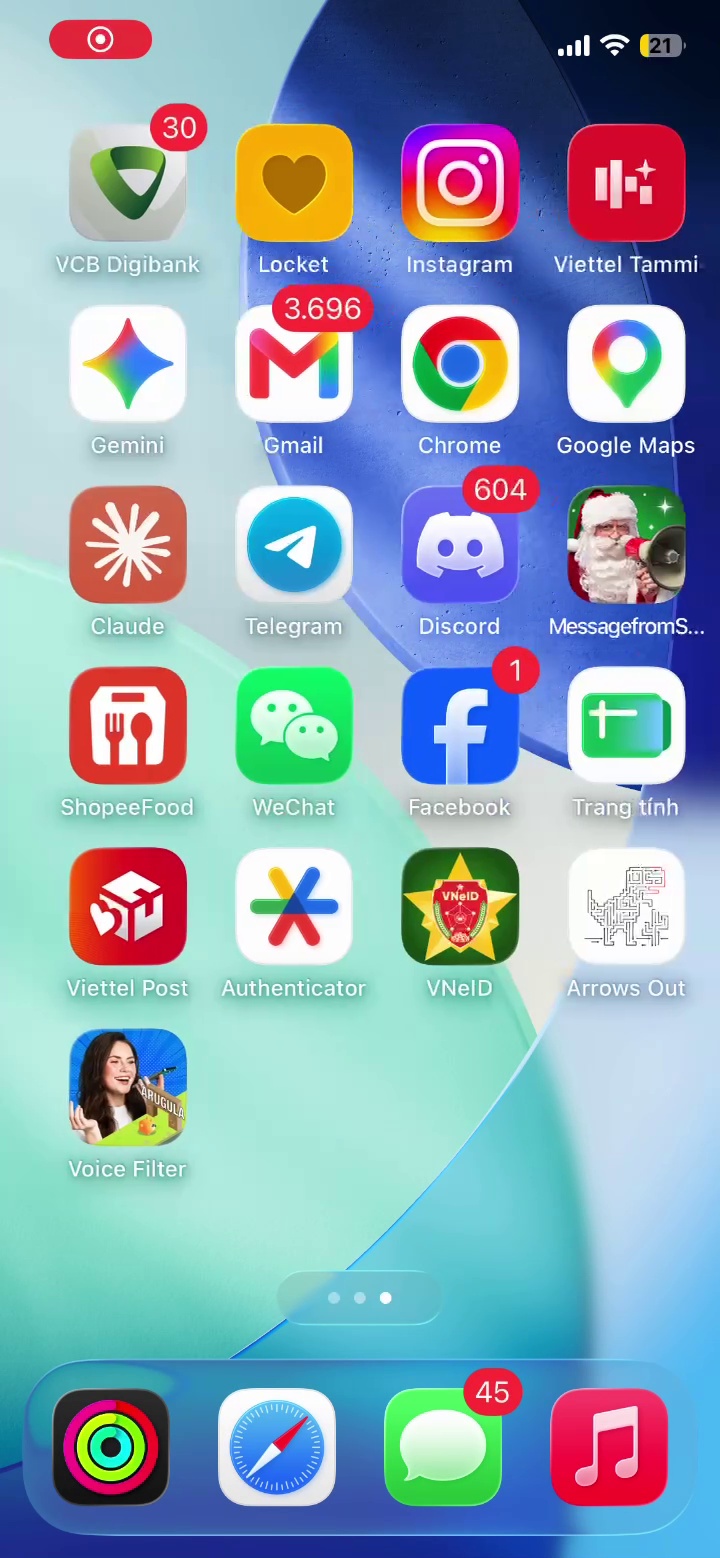 21
30
VCB Digibank
Locket
Instagram
Viettel Tammi
3.696
Gemini
Gmail
Chrome
Google Maps
604
Claude
Telegram
Discord
MessagefromS...
1
ShopeeFood
WeChat
Facebook
Trang tính
VNeID
Viettel Post
Authenticator
VNeID
Arrows Out
ARUGULA
Voice Filter
45